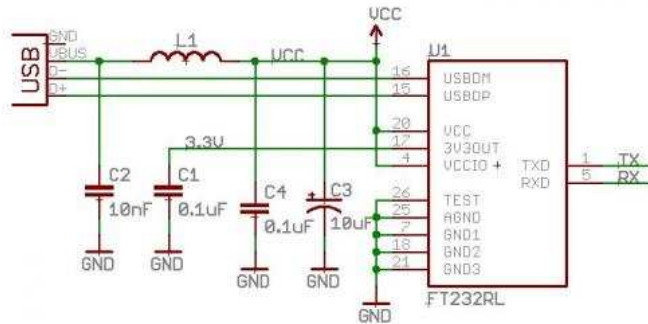 VCC
GND
L1
U1
VBUS
VCC
USB
D-
16
USBDM
D+
15
USBDP
20
VCC
3.3V
17
3V3OUT
4
VCCIO +
TXD
1
TX
RXD
5
RX
C2
C1
C4
C3
26
TEST
10nF
0.1uF
0.1uF
+
10uF
25
AGND
7
GND1
18
GND2
21
GND3
GND
GND
GND
GND
GND
FT232RL